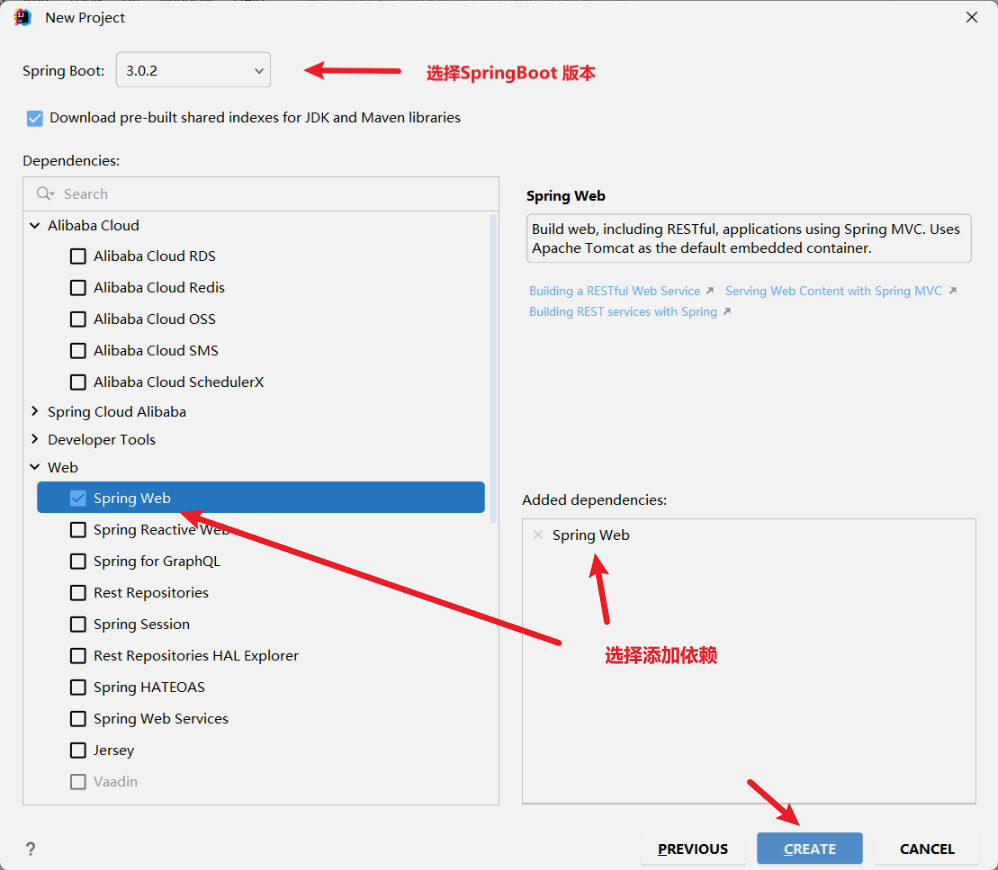 New Project
Spring Boot:
3.0.2
选择SpringBoot 版本
Download pre-built shared indexes for JDK and Maven libraries
Dependencies:
Search
Alibaba Cloud
Alibaba Cloud RDS
Alibaba Cloud Redis
Alibaba Cloud OSS
Alibaba Cloud SMS
Alibaba Cloud SchedulerX
Spring Cloud Alibaba
Developer Tools
Web
Spring Web
Spring Reactive Web
Spring for GraphQL
Rest Repositories
Spring Session
Rest Repositories HAL Explorer
Spring HATEOAS
Spring Web Services
Jersey
Vaadin
Spring Web
Build web, including RESTful, applications using Spring MVC. Uses
Apache Tomcat as the default embedded container.
Building a RESTful Web Service Serving Web Content with Spring MVC
Building REST services with Spring
Added dependencies:
Spring Web
选择添加依赖
?
PREVIOUS
CREATE
CANCEL